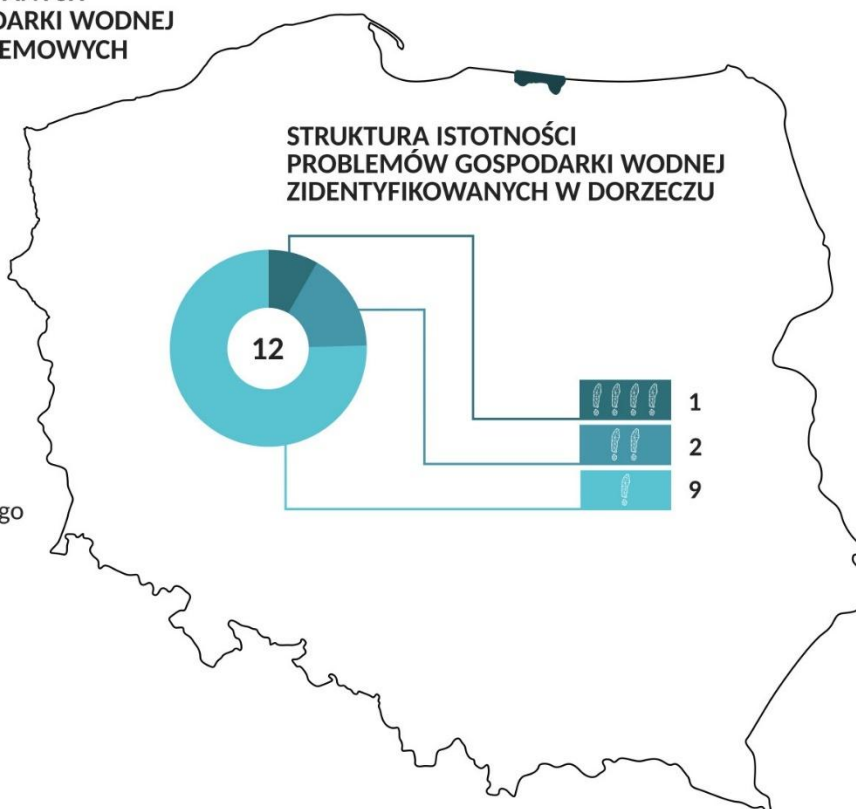 DARKI WODNEJ
EMOWYCH
STRUKTURA ISTOTNOŚCI
PROBLEMÓW GOSPODARKI WODNEJ
ZIDENTYFIKOWANYCH W DORZECZU
12
1
2
9
go